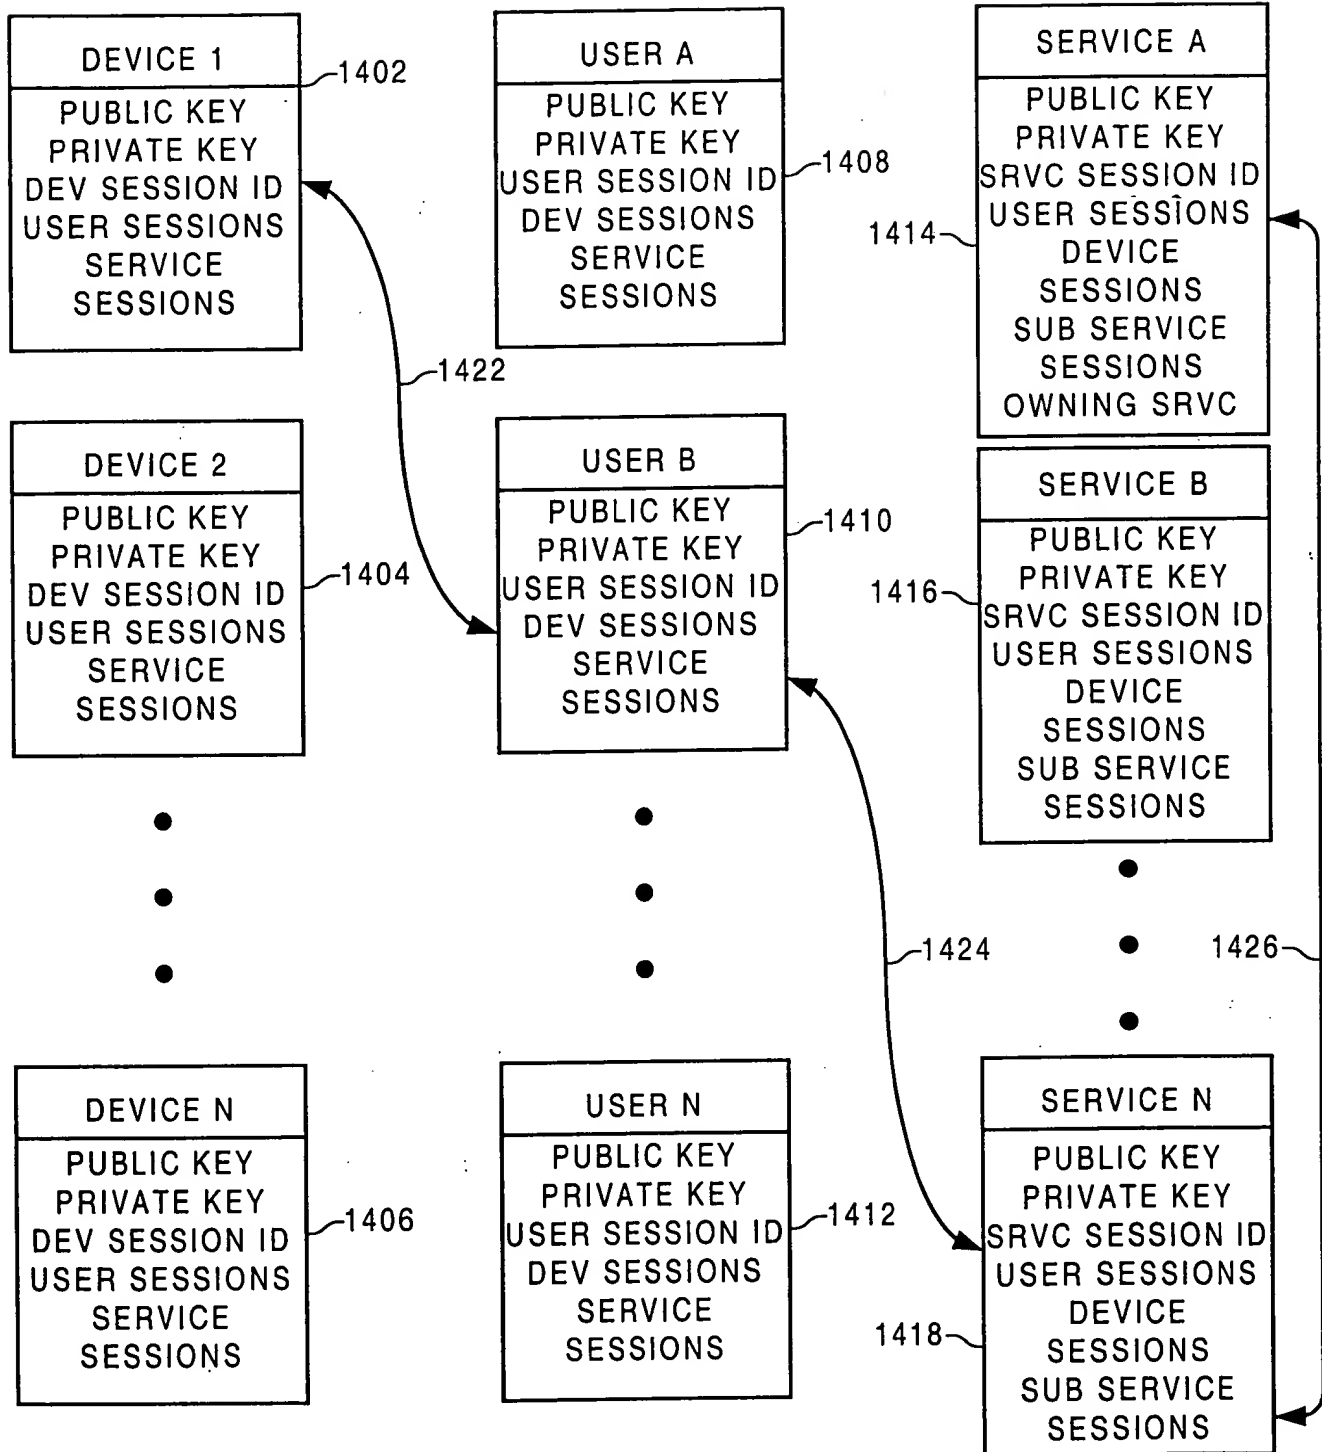 DEVICE 1
1402
PUBLIC KEY
PRIVATE KEY
DEV SESSION ID
USER SESSIONS
SERVICE
SESSIONS
USER A
PUBLIC KEY
PRIVATE KEY
1408
USER SESSION ID
DEV SESSIONS
SERVICE
SESSIONS
SERVICE A
PUBLIC KEY
PRIVATE KEY
SRVC SESSION ID
USER SESSIONS
1414
DEVICE
SESSIONS
SUB SERVICE
SESSIONS
OWNING SRVC
1422
DEVICE 2
PUBLIC KEY
PRIVATE KEY
1404
DEV SESSION ID
USER SESSIONS
SERVICE
SESSIONS
USER B
PUBLIC KEY
1410
PRIVATE KEY
USER SESSION ID
DEV SESSIONS
SERVICE
SESSIONS
SERVICE B
PUBLIC KEY
PRIVATE KEY
1416
SRVC SESSION ID
USER SESSIONS
DEVICE
SESSIONS
SUB SERVICE
SESSIONS
1424
1426
DEVICE N
PUBLIC KEY
PRIVATE KEY
1406
DEV SESSION ID
USER SESSIONS
SERVICE
SESSIONS
USER N
PUBLIC KEY
PRIVATE KEY
1412
USER SESSION ID
DEV SESSIONS
SERVICE
SESSIONS
SERVICE N
PUBLIC KEY
PRIVATE KEY
SRVC SESSION ID
USER SESSIONS
DEVICE
1418
SESSIONS
SUB SERVICE
SESSIONS